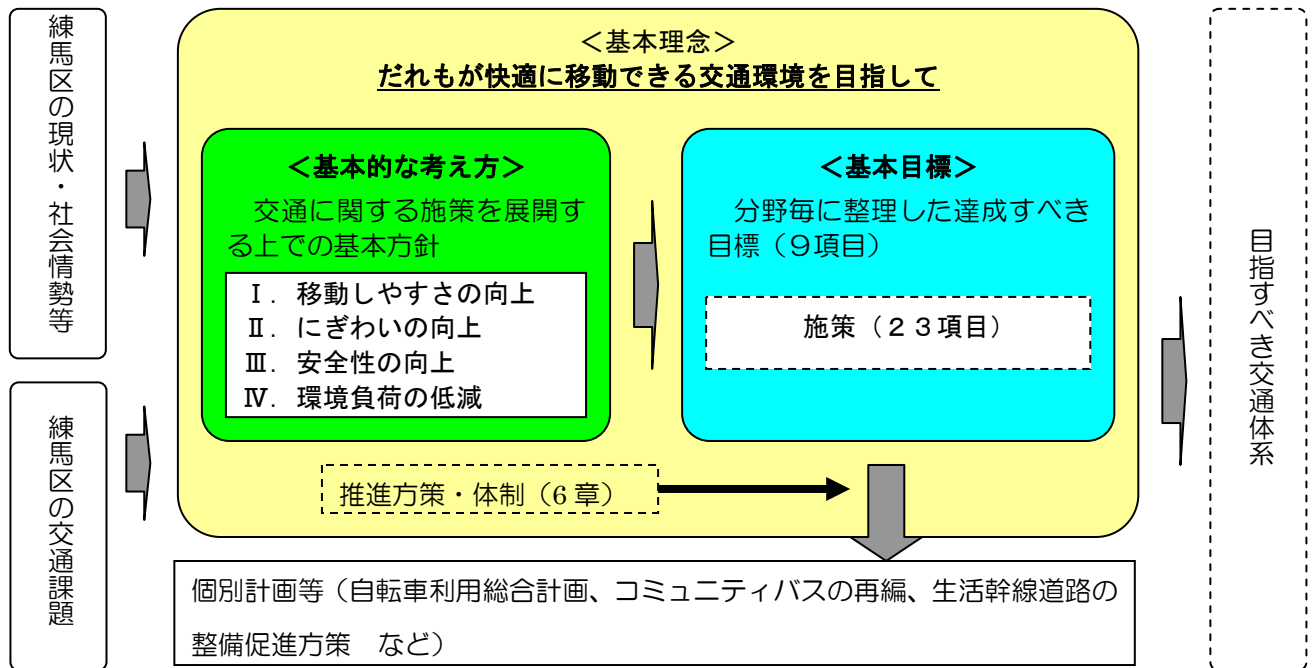 練馬区の現状・社会情勢等
練馬区の交通課題
＜基本理念＞
だれもが快適に移動できる交通環境を目指して
＜基本的な考え方＞
交通に関する施策を展開す
る上での基本方針
Ⅰ．移動しやすさの向上
Ⅱ．にぎわいの向上
Ⅲ．安全性の向上
Ⅳ．環境負荷の低減
＜基本目標＞
分野毎に整理した達成すべき
目標（９項目）
施策（２３項目）
推進方策・体制（6 章）
個別計画等（自転車利用総合計画、コミュニティバスの再編、生活幹線道路の
整備促進方策　など）
目指すべき交通体系